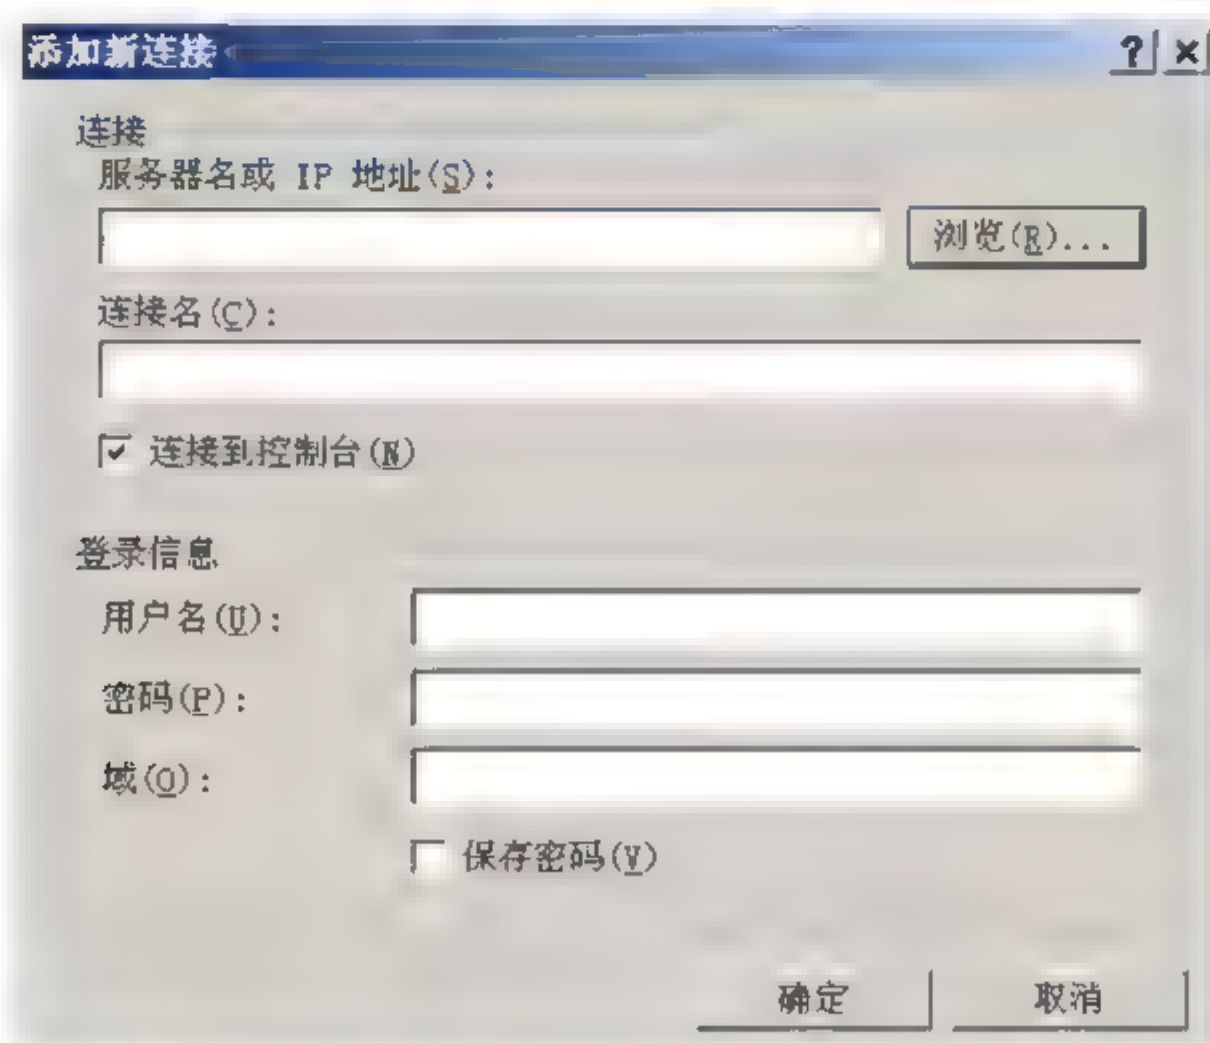 添加新连接
连接
服务器名或 IP 地址(S):
浏览(R)...
连接名(C):
连接到控制台(N)
登录信息
用户名(U):
密码(P):
域(O):
保存密码(V)
确定 取消